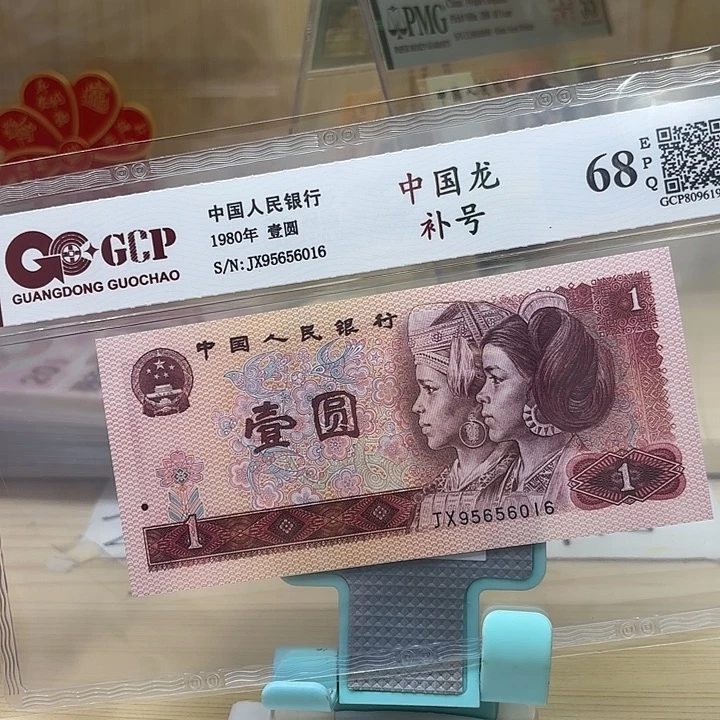 PMG
中国人民银行
1980年 壹圆
S/N:JX95656016
中国龙
补号
68
EPQ
GCP
GUANGDONG GUOCHAO
中国人民银行
壹圆
1
1
1
JX95656016